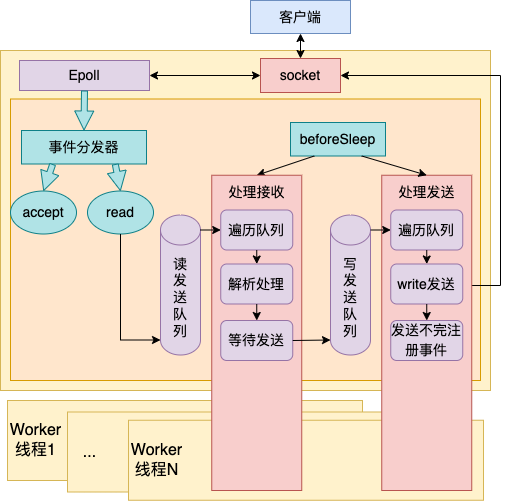 客户端
Epoll
socket
事件分发器
beforeSleep
accept
read
处理接收
处理发送
读发送队列
遍历队列
解析处理
等待发送
写发送队列
遍历队列
write发送
发送不完注
册事件
Worker
线程1
...
Worker
线程N